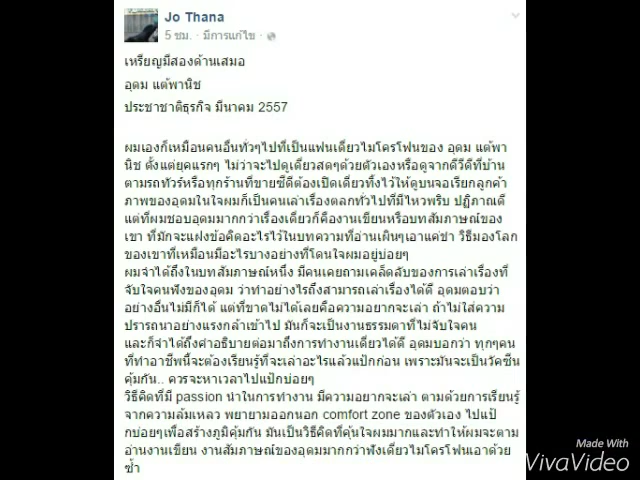 Jo Thana
5 ชม. · มีการแก้ไข ·
เหรียญมีสองด้านเสมอ
อุดม แต้พานิช
ประชาชาติธุรกิจ มีนาคม 2557
ผมเองก็เหมือนคนอื่นทั่วๆไปที่เป็นแฟนเดี่ยวไมโครโฟนของ อุดม แต้พา
นิช ตั้งแต่ยุคแรกๆ ไม่ว่าจะไปดูเดี่ยวสดๆด้วยตัวเองหรือดูจากดีวีดีที่บ้าน
ตามรถทัวร์หรือทุกร้านที่ขายซีดีต้องเปิดเดี่ยวทิ้งไว้ให้ดูบนจอเรียกลูกค้า
ภาพของอุดมในใจผมก็เป็นคนเล่าเรื่องตลกทั่วไปที่มีไหวพริบ ปฏิภาณดี
แต่ที่ผมชอบอุดมมากกว่าเรื่องเดี่ยวก็คืองานเขียนหรือบทสัมภาษณ์ของ
เขา ที่มักจะแฝงข้อคิดอะไรไว้ในบทความที่อ่านเผินๆเอาแค่ขำ วิธีมองโลก
ของเขาที่เหมือนมีอะไรบางอย่างที่โดนใจผมอยู่บ่อยๆ
ผมจำได้ถึงในบทสัมภาษณ์หนึ่ง มีคนเคยถามเคล็ดลับของการเล่าเรื่องที่
จับใจคนฟังของอุดม ว่าทำอย่างไรถึงสามารถเล่าเรื่องได้ดี อุดมตอบว่า
อย่างอื่นไม่มีก็ได้ แต่ที่ขาดไม่ได้เลยคือความอยากจะเล่า ถ้าไม่ใส่ความ
ปรารถนาอย่างแรงกล้าเข้าไป มันก็จะเป็นงานธรรมดาที่ไม่จับใจคน
และก็จำได้ถึงคำอธิบายต่อมาถึงการทำงานเดี่ยวได้ดี อุดมบอกว่า ทุกๆคน
ที่ทำอาชีพนี้จะต้องเรียนรู้ที่จะเล่าอะไรแล้วแป้กก่อน เพราะมันจะเป็นวัคซีน
คุ้มกัน.. ควรจะหาเวลาไปแป้กบ่อยๆ
วิธีคิดที่มี passion นำในการทำงาน มีความอยากจะเล่า ตามด้วยการเรียนรู้
จากความล้มเหลว พยายามออกนอก comfort zone ของตัวเอง ไปแป้
กบ่อยๆเพื่อสร้างภูมิคุ้มกัน มันเป็นวิธีคิดที่คุ้นใจผมมากและทำให้ผมจะตาม
อ่านงานเขียน งานสัมภาษณ์ของอุดมมากกว่าฟังเดี่ยวไมโครโฟนเอาด้วย
ซ้ำ
Made With
VivaVideo